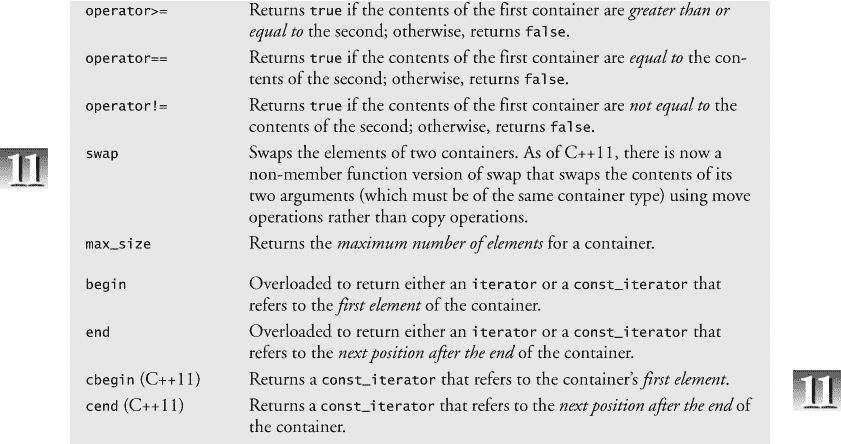 operator>= Returns true if the contents of the first container are greater than or
equal to the second; otherwise, returns false.
operator== Returns true if the contents of the first container are equal to the con-
tents of the second; otherwise, returns false.
operator!= Returns true if the contents of the first container are not equal to the
contents of the second; otherwise, returns false.
11
swap Swaps the elements of two containers. As of C++11, there is now a
non-member function version of swap that swaps the contents of its
two arguments (which must be of the same container type) using move
operations rather than copy operations.
max_size Returns the maximum number of elements for a container.
begin Overloaded to return either an iterator or a const_iterator that
refers to the first element of the container.
end Overloaded to return either an iterator or a const_iterator that
refers to the next position after the end of the container.
cbegin (C++11) Returns a const_iterator that refers to the container's first element.
11
cend (C++11) Returns a const_iterator that refers to the next position after the end of
the container.